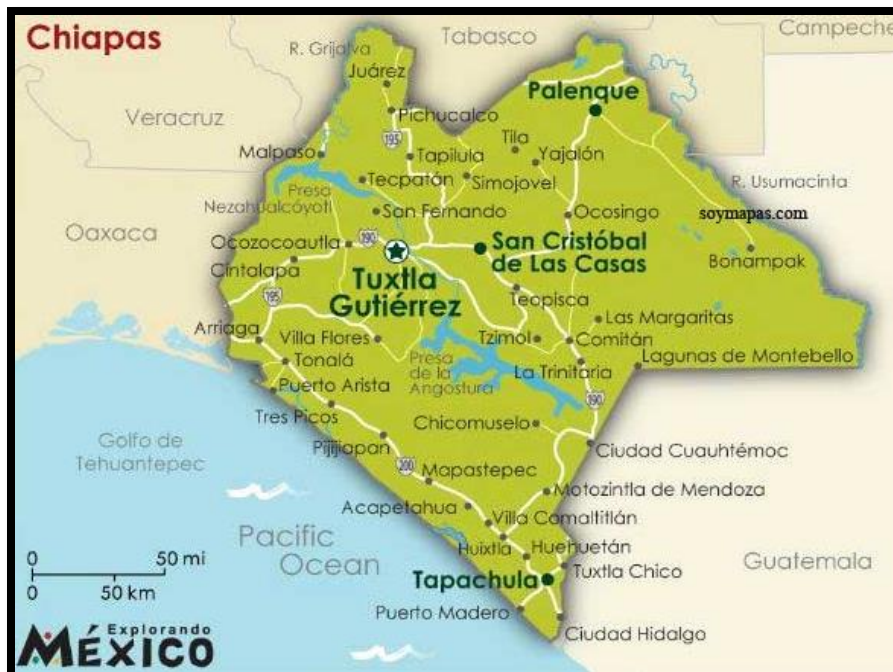 Chiapas
R. Grijalva
Tabasco
Campeche
Juárez
Palenque
Pichucalco
Veracruz
195
Tila
Malpaso
Tapilula
Yajalón
Tecpatán
Simojovel
R. Usumacinta
Presa
Nezahualcóyotl
San Fernando
Ocosingo
soymapas.com
Oaxaca
Ocozocoautla
190
San Cristóbal
de Las Casas
Bonampak
Cintalapa
Tuxtla
Gutiérrez
Teopisca
195
Las Margaritas
Arriaga
Villa Flores
Tzimol
Comitán
Tonalá
Presa
de la
Angostura
La Trinitaria
Lagunas de Montebello
Puerto Arista
190
Tres Picos
Chicomuselo
Golfo de
Tehuantepec
Pijijiapan
Ciudad Cuauhtémoc
200
Mapastepec
Motozintla de Mendoza
Acapetahua
Villa Comaltitlán
Pacific
Ocean
Huixtla
Huehuetán
0 50 mi
0 50 km
Tapachula
Tuxtla Chico
Guatemala
Puerto Madero
Ciudad Hidalgo
Explorando
MÉXICO